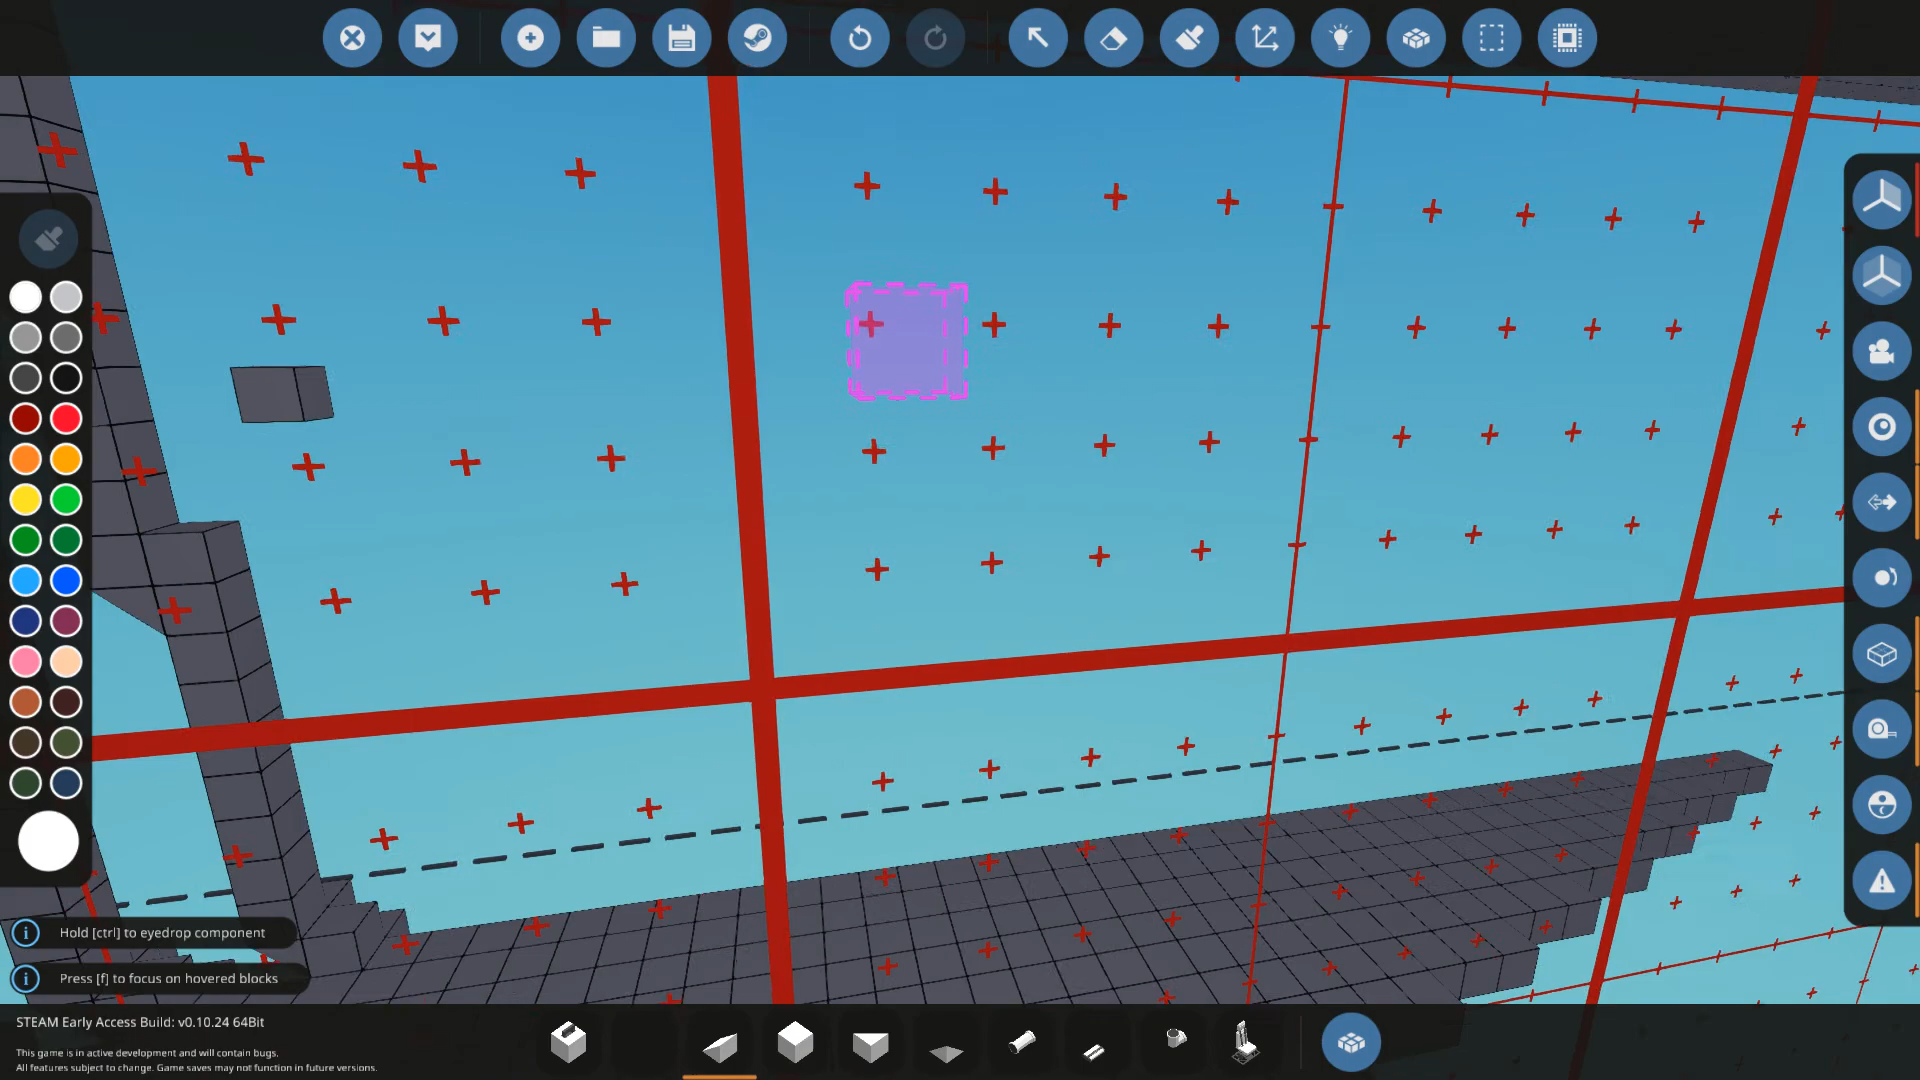 Hold [ctrl] to eyedrop component
Press [f] to focus on hovered blocks
STEAM Early Access Build: v0.10.24 64Bit
This game is in active development and will contain bugs.
All features subject to change. Game saves may not function in future versions.